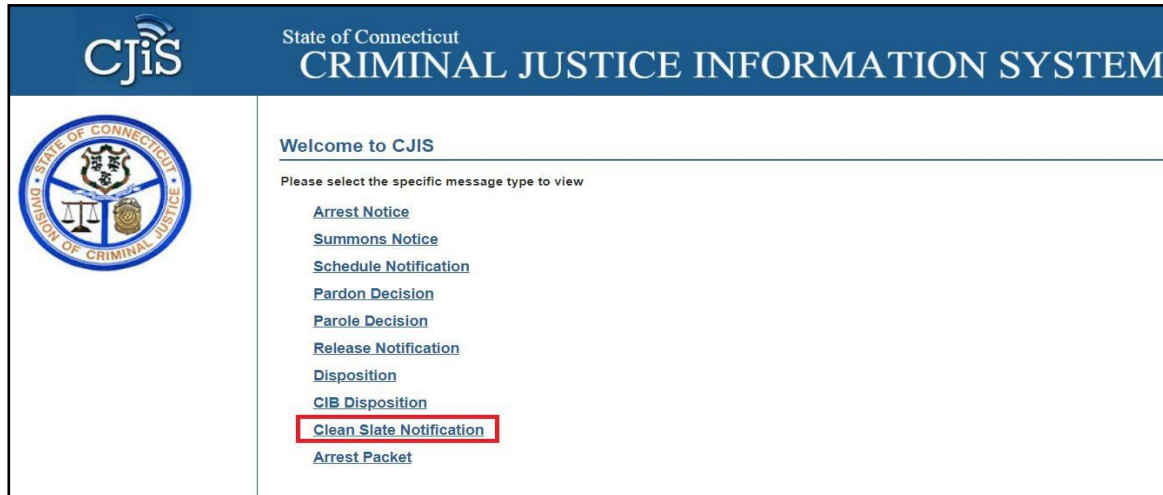 CJiS
State of Connecticut
CRIMINAL JUSTICE INFORMATION SYSTEM
STATE OF CONNECTICUT • DIVISION OF CRIMINAL JUSTICE •
Welcome to CJIS
Please select the specific message type to view
Arrest Notice
Summons Notice
Schedule Notification
Pardon Decision
Parole Decision
Release Notification
Disposition
CIB Disposition
Clean Slate Notification
Arrest Packet